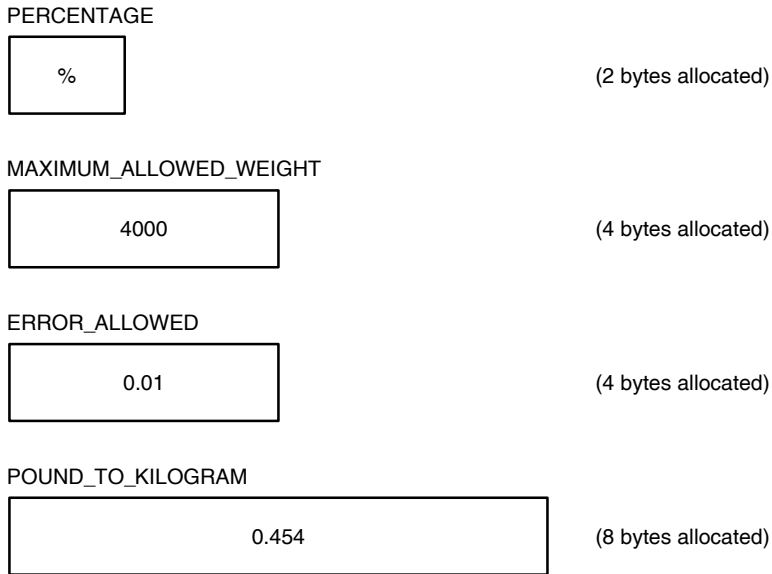 PERCENTAGE
% (2 bytes allocated)
MAXIMUM_ALLOWED_WEIGHT
4000 (4 bytes allocated)
ERROR_ALLOWED
0.01 (4 bytes allocated)
POUND_TO_KILOGRAM
0.454 (8 bytes allocated)